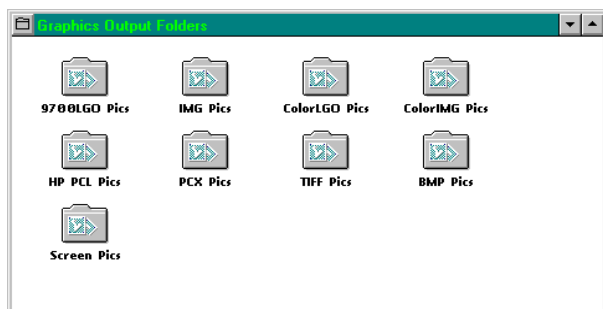 Graphics Output Folders
9700LGO Pics IMG Pics ColorLGO Pics ColorIMG Pics
HP PCL Pics PCX Pics TIFF Pics BMP Pics
Screen Pics